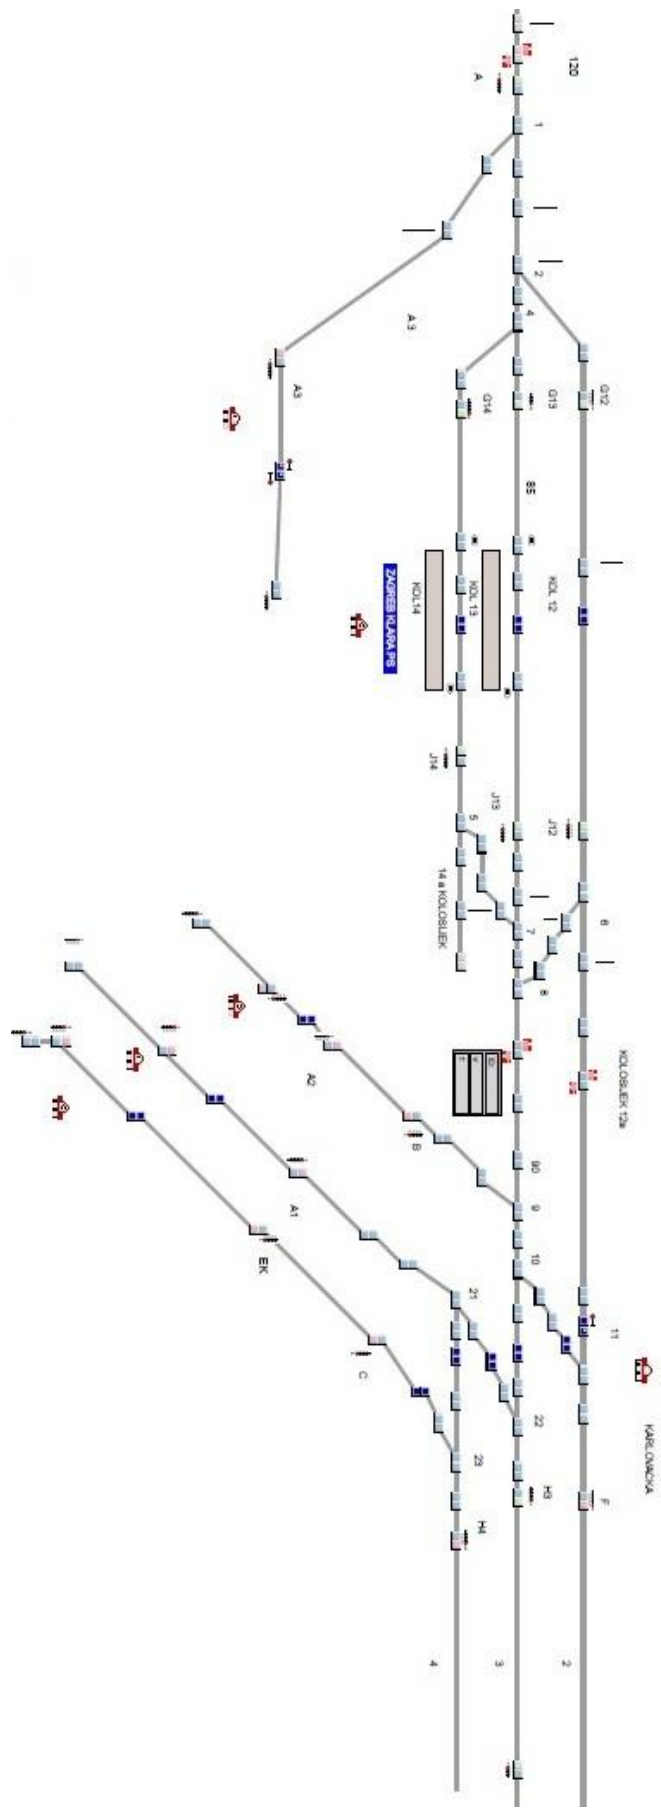 120
A
1
2
4
A 3
A3
G12
G13
G14
85
KOL 12
KOL 13
KOL14
ZAGREB KLARA PS
J14
J13
J12
5
6
7
8
14 a KOLOSIJEK
KOLOSIJEK 12a
A2
B
90
9
10
11
KARLOVACKA
A1
21
EK
C
22
23
H3
F
H4
4
3
2